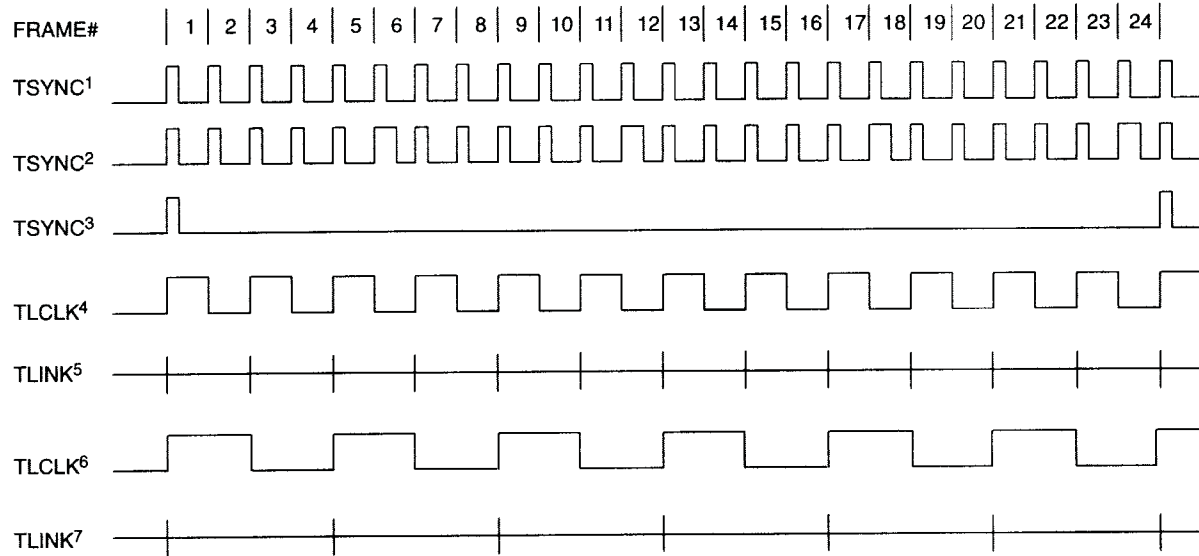 FRAME# 1 2 3 4 5 6 7 8 9 10 11 12 13 14 15 16 17 18 19 20 21 22 23 24
TSYNC¹
TSYNC²
TSYNC³
TLCLK⁴
TLINK⁵
TLCLK⁶
TLINK⁷